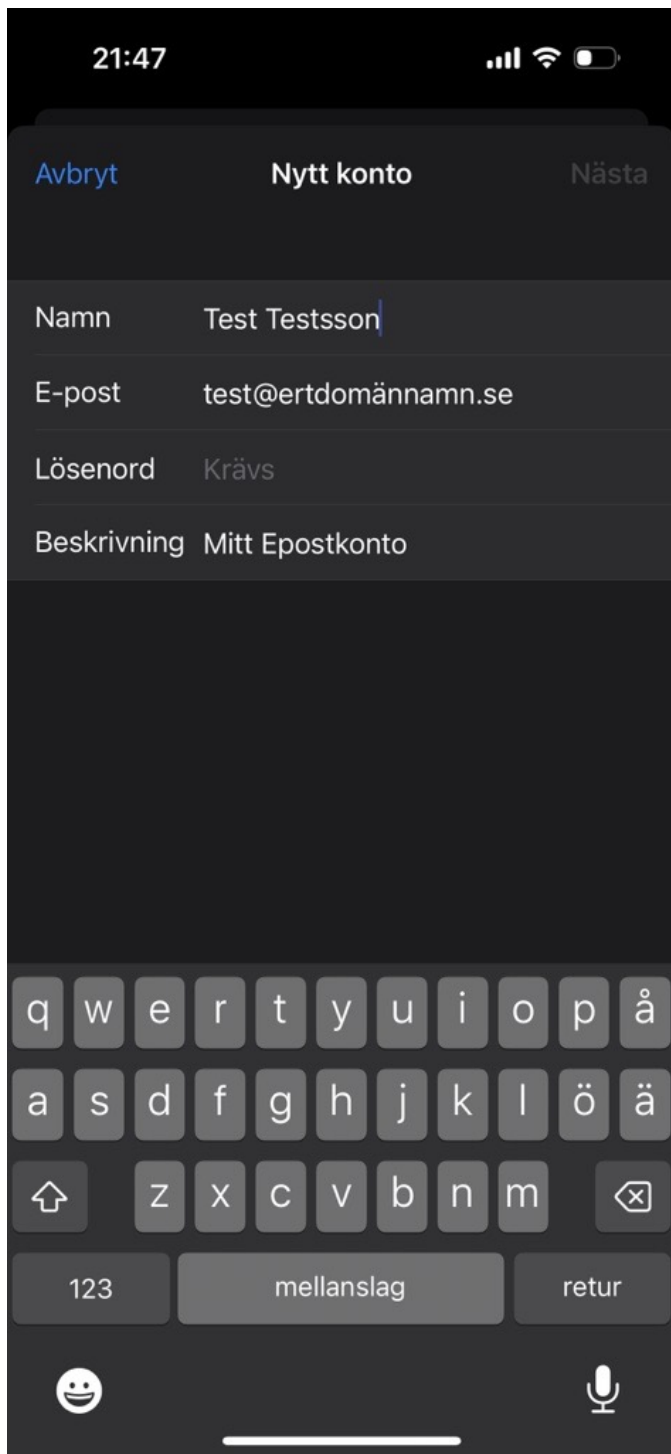 21:47
Avbryt Nytt konto Nästa
Namn Test Testsson
E-post test@ertdomännamn.se
Lösenord Krävs
Beskrivning Mitt Epostkonto
q w e r t y u i o p å
a s d f g h j k l ö ä
z x c v b n m
123 mellanslag retur